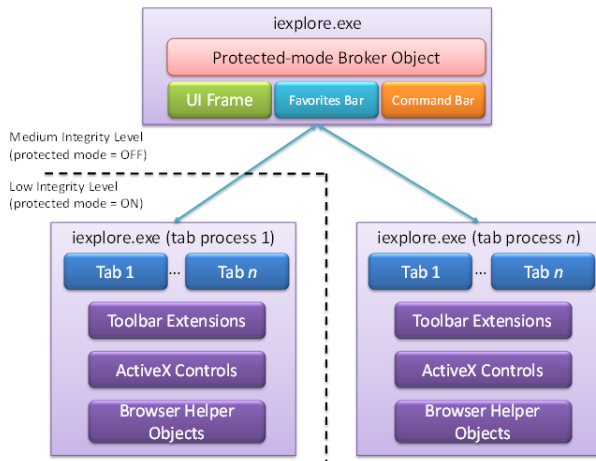 iexplore.exe
Protected-mode Broker Object
UI Frame
Favorites Bar
Command Bar
Medium Integrity Level
(protected mode = OFF)
Low Integrity Level
(protected mode = ON)
iexplore.exe (tab process 1)
Tab 1
...
Tab n
Toolbar Extensions
ActiveX Controls
Browser Helper
Objects
iexplore.exe (tab process n)
Tab 1
...
Tab n
Toolbar Extensions
ActiveX Controls
Browser Helper
Objects